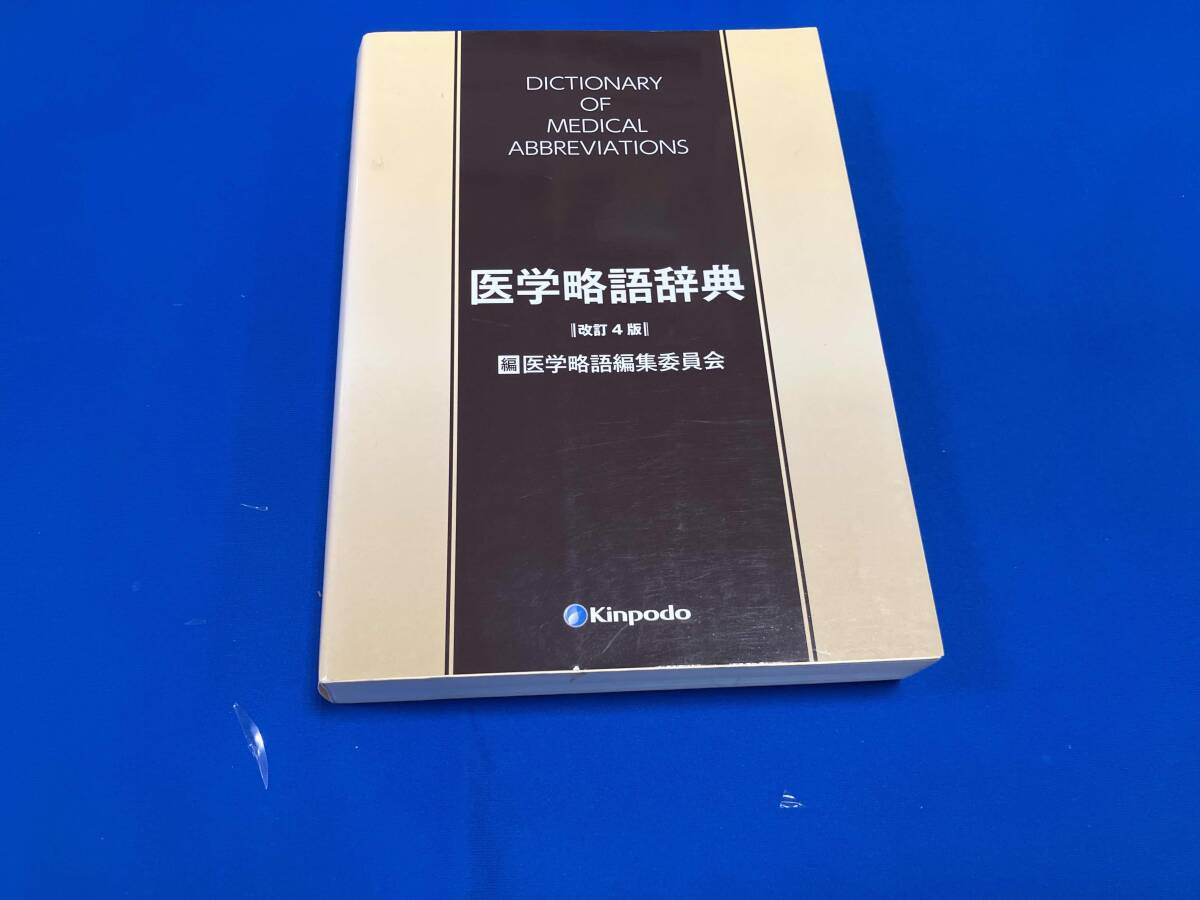 DICTIONARY
OF
MEDICAL
ABBREVIATIONS
医学略語辞典
改訂4版
編 医学略語編集委員会
Kinpodo